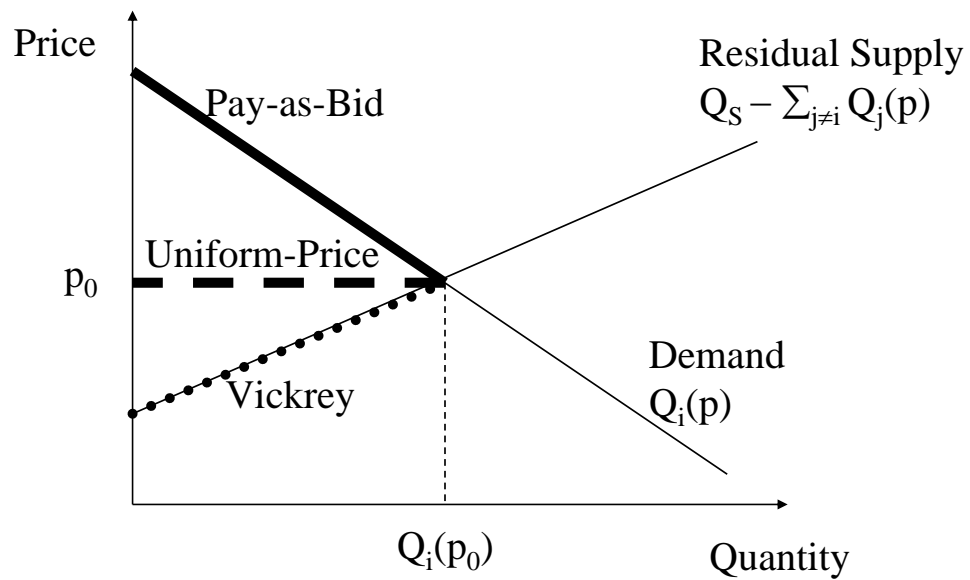 Price
Residual Supply
Q_S – ∑_{j≠i} Q_j(p)
Pay-as-Bid
Uniform-Price
p_0
Demand
Q_i(p)
Vickrey
Q_i(p_0)
Quantity